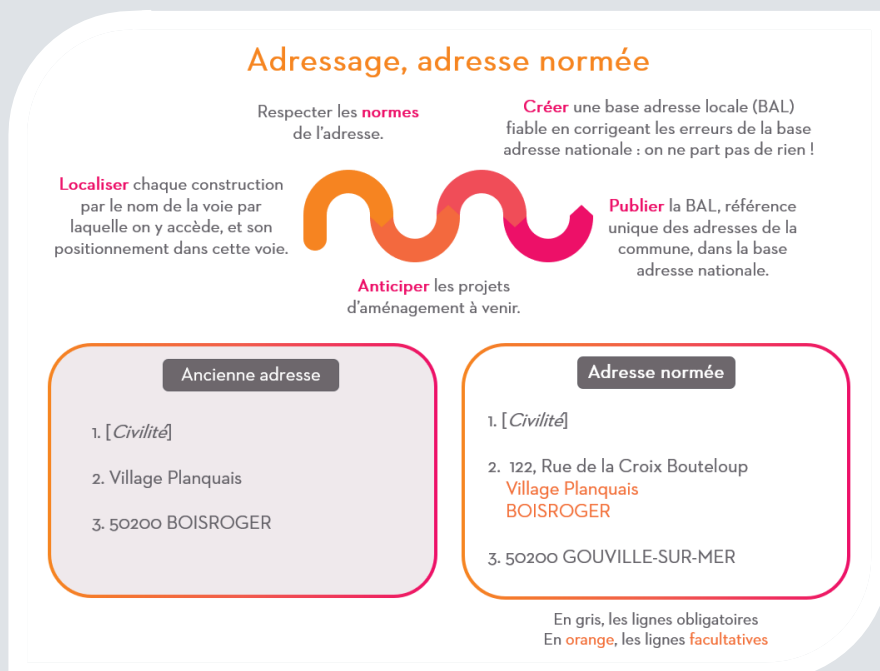 Adressage, adresse normée
Respecter les normes
de l'adresse.
Créer une base adresse locale (BAL)
fiable en corrigeant les erreurs de la base
adresse nationale : on ne part pas de rien !
Localiser chaque construction
par le nom de la voie par
laquelle on y accède, et son
positionnement dans cette voie.
Publier la BAL, référence
unique des adresses de la
commune, dans la base
adresse nationale.
Anticiper les projets
d'aménagement à venir.
Ancienne adresse
1. [Civilité]
2. Village Planquais
3. 50200 BOISROGER
Adresse normée
1. [Civilité]
2. 122, Rue de la Croix Bouteloup
Village Planquais
BOISROGER
3. 50200 GOUVILLE-SUR-MER
En gris, les lignes obligatoires
En orange, les lignes facultatives